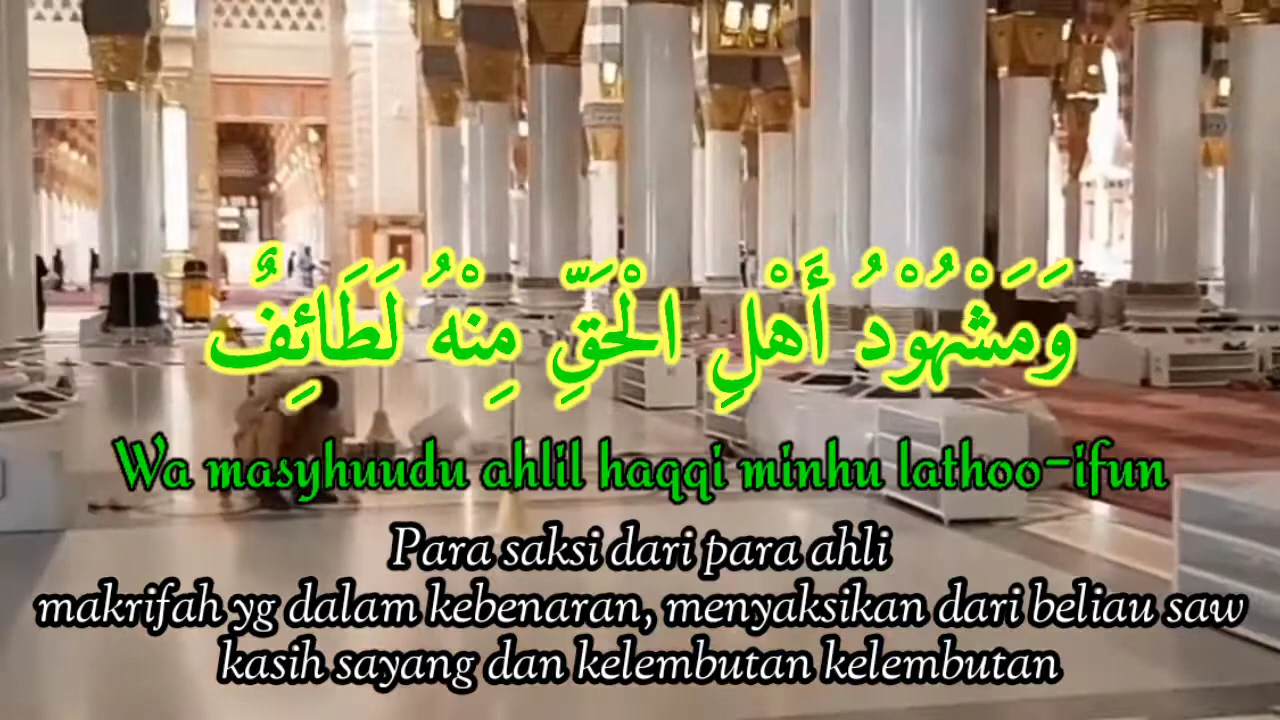 وَمَشْهُوْدُ أَهْلِ الْحَقِّ مِنْهُ لَطَائِفٌ
Wa masyhuudu ahlil haqqi minhu lathoo-ifun
Para saksi dari para ahli
makrifah yg dalam kebenaran, menyaksikan dari beliau saw
kasih sayang dan kelembutan kelembutan